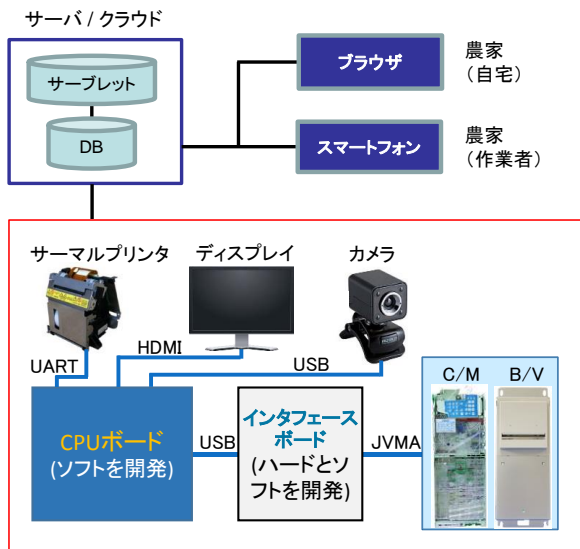 サーバ / クラウド
サーブレット
DB
ブラウザ
農家
（自宅）
スマートフォン
農家
（作業者）
サーマルプリンタ
ディスプレイ
カメラ
UART
HDMI
USB
C/M
B/V
CPUボード
(ソフトを開発)
USB
インタフェース
ボード
(ハードとソ
フトを開発)
JVMA